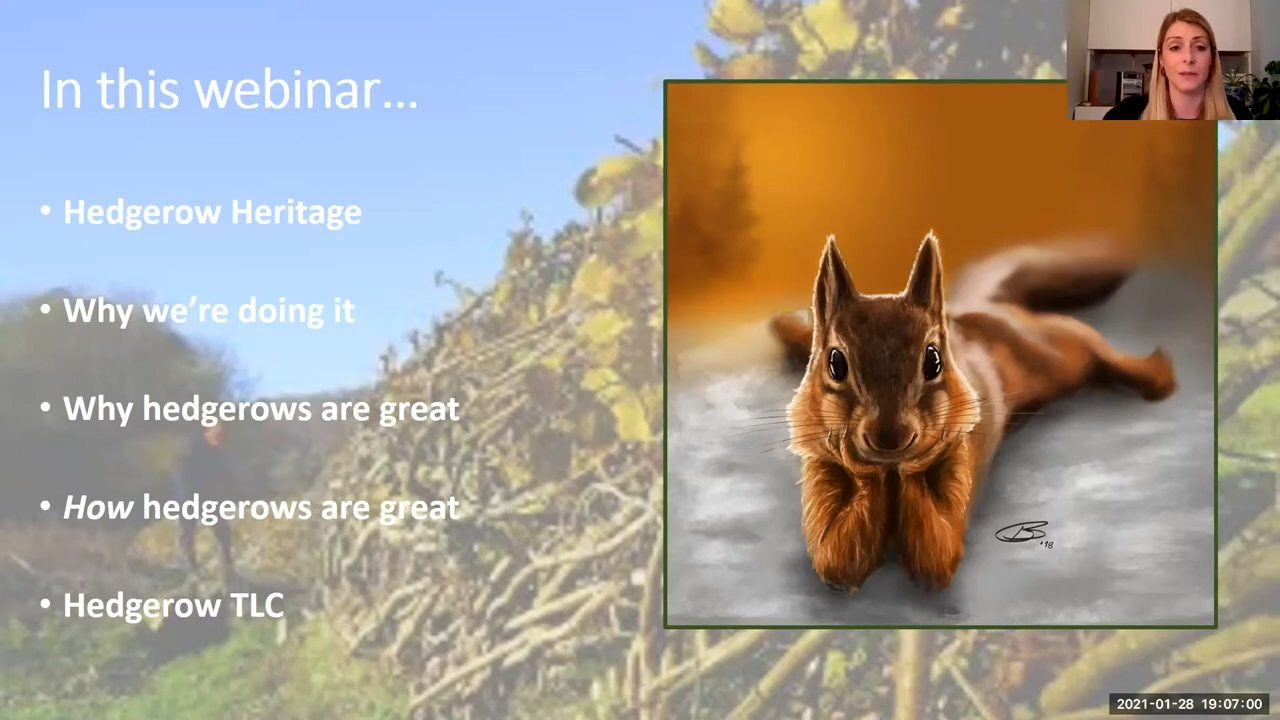 In this webinar...
• Hedgerow Heritage
• Why we’re doing it
• Why hedgerows are great
• How hedgerows are great
• Hedgerow TLC
'18
2021-01-28 19:07:00